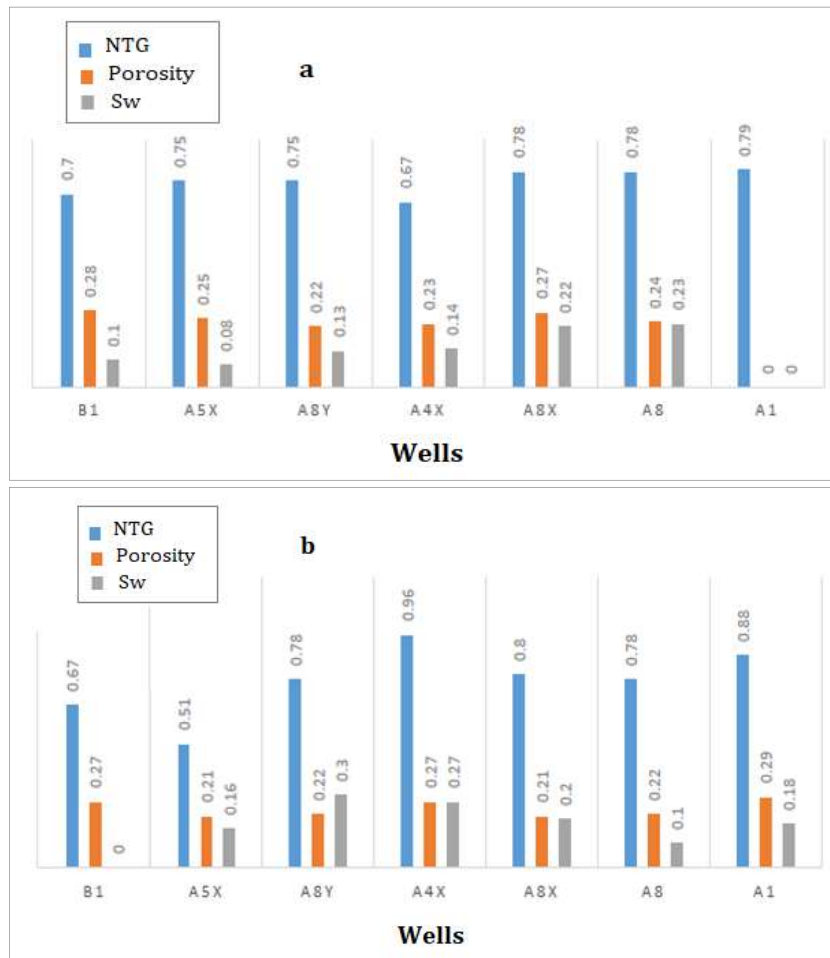 NTG
Porosity
Sw
a
0.7 0.28 0.1 0.75 0.25 0.08 0.75 0.22 0.13 0.67 0.23 0.14 0.78 0.27 0.22 0.78 0.24 0.23 0.79 0 0
B1 A5X A8Y A4X A8X A8 A1
Wells
NTG
Porosity
Sw
b
0.67 0.27 0 0.51 0.21 0.16 0.78 0.22 0.3 0.96 0.27 0.27 0.8 0.21 0.2 0.78 0.22 0.1 0.88 0.29 0.18
B1 A5X A8Y A4X A8X A8 A1
Wells